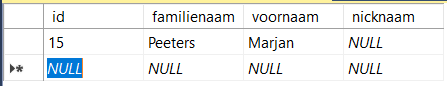 id familienaam voornaam nicknaam
15 Peeters Marjan NULL
NULL NULL NULL NULL